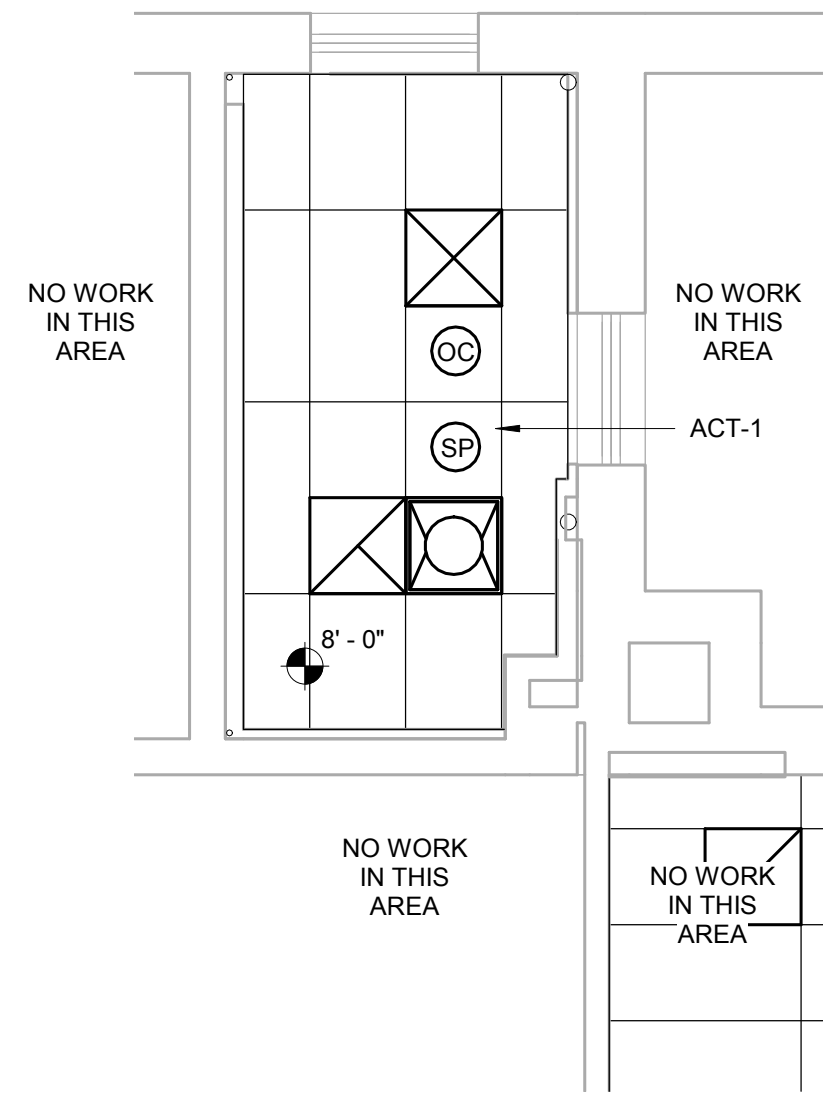 NO WORK
IN THIS
AREA
NO WORK
IN THIS
AREA
OC
ACT-1
SP
8' - 0"
NO WORK
IN THIS
AREA
NO WORK
IN THIS
AREA